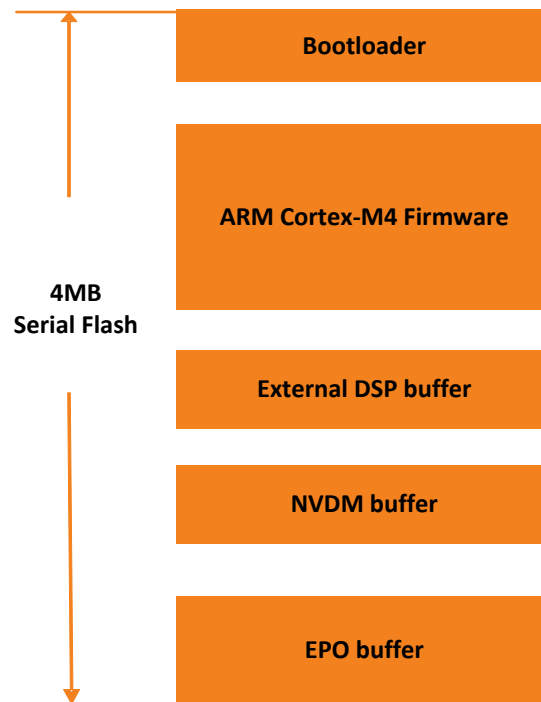 Bootloader
ARM Cortex-M4 Firmware
4MB
Serial Flash
External DSP buffer
NVDM buffer
EPO buffer